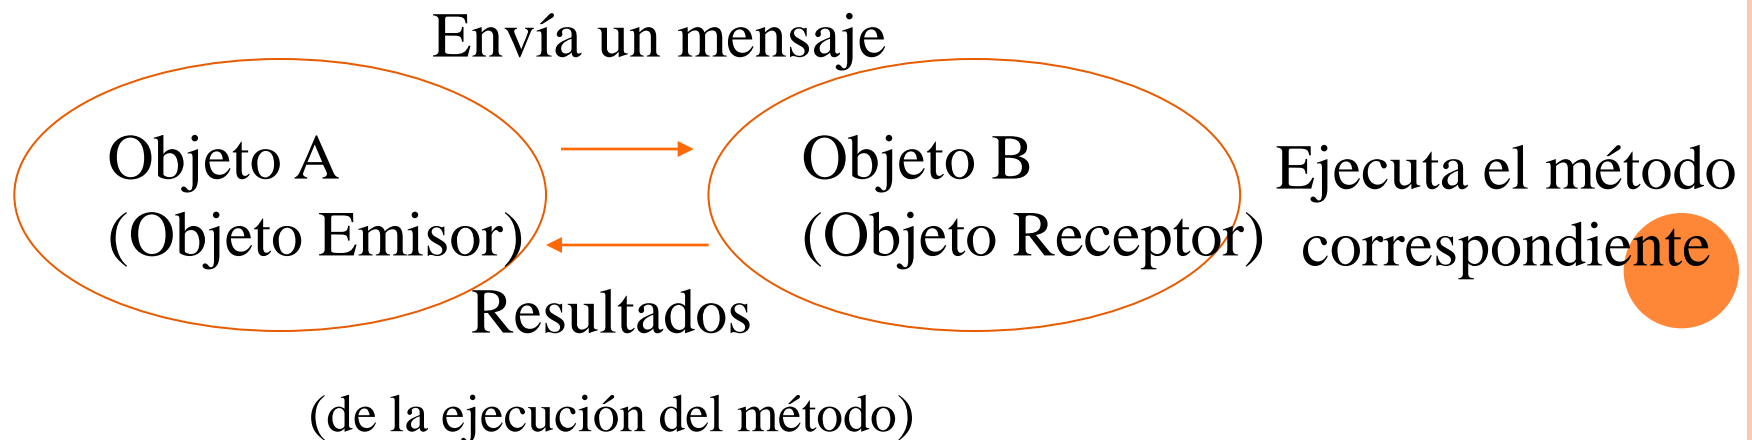 Envía un mensaje
Objeto A
(Objeto Emisor)
Objeto B
(Objeto Receptor)
Ejecuta el método
correspondiente
Resultados
(de la ejecución del método)